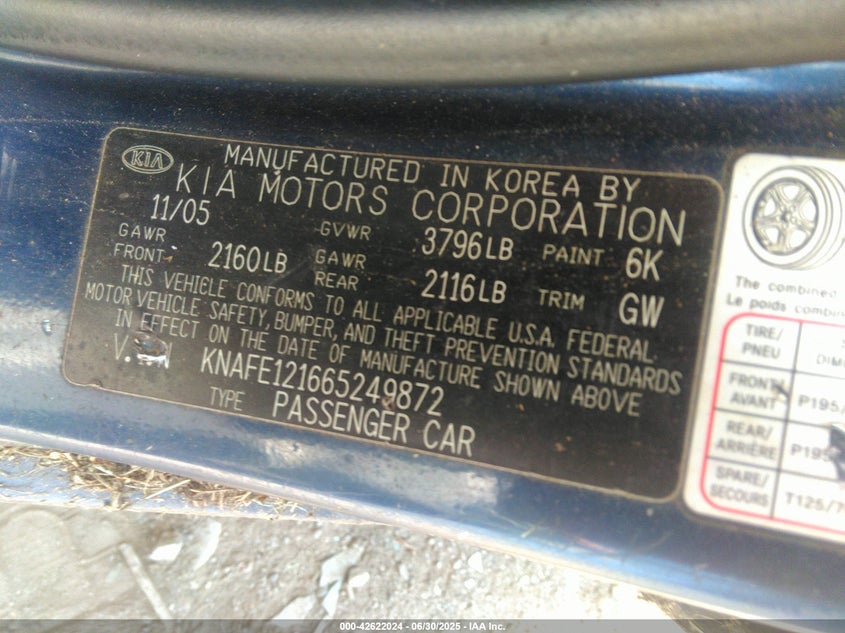 KIA
MANUFACTURED IN KOREA BY
KIA MOTORS CORPORATION
11/05 GVWR 3796LB PAINT 6K
GAWR FRONT 2160LB GAWR REAR 2116LB TRIM GW
THIS VEHICLE CONFORMS TO ALL APPLICABLE U.S.A. FEDERAL
MOTOR VEHICLE SAFETY, BUMPER, AND THEFT PREVENTION STANDARDS
IN EFFECT ON THE DATE OF MANUFACTURE SHOWN ABOVE
KNAFE121665249872
TYPE PASSENGER CAR
The combined
Le poids
TIRE/
PNEU
FRONT/
AVANT
P195/
REAR/
ARRIÈRE
SPARE/
SECOURS
T125/7
000-42622024 - 06/30/2025 - IAA Inc.